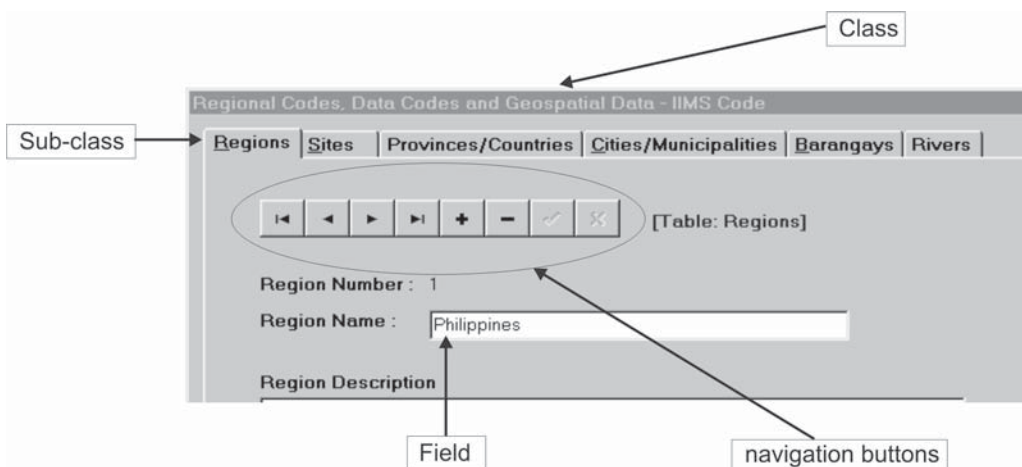 Class
Regional Codes, Data Codes and Geospatial Data - IIMS Code
Sub-class
Regions Sites Provinces/Countries Cities/Municipalities Barangays Rivers
[Table: Regions]
Region Number : 1
Region Name : Philippines
Region Description
Field
navigation buttons